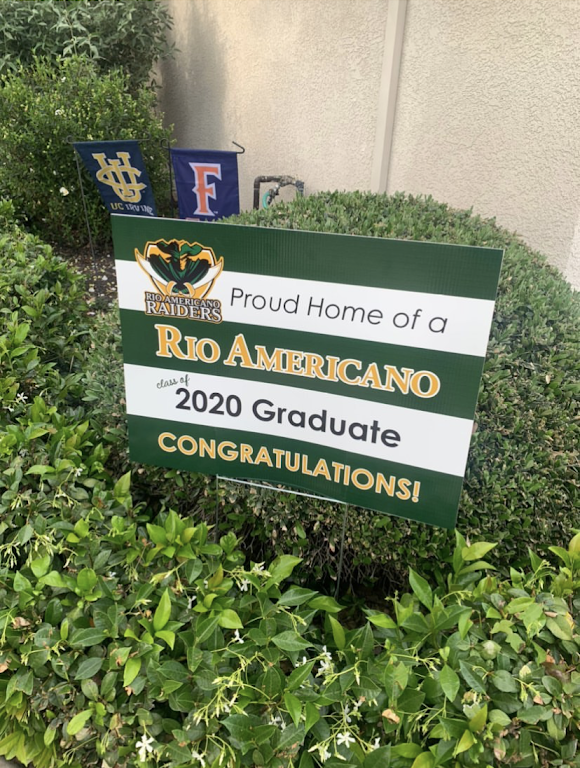 UC IRVINE
F
RIO AMERICANO
RAIDERS
Proud Home of a
RIO AMERICANO
class of
2020 Graduate
CONGRATULATIONS!